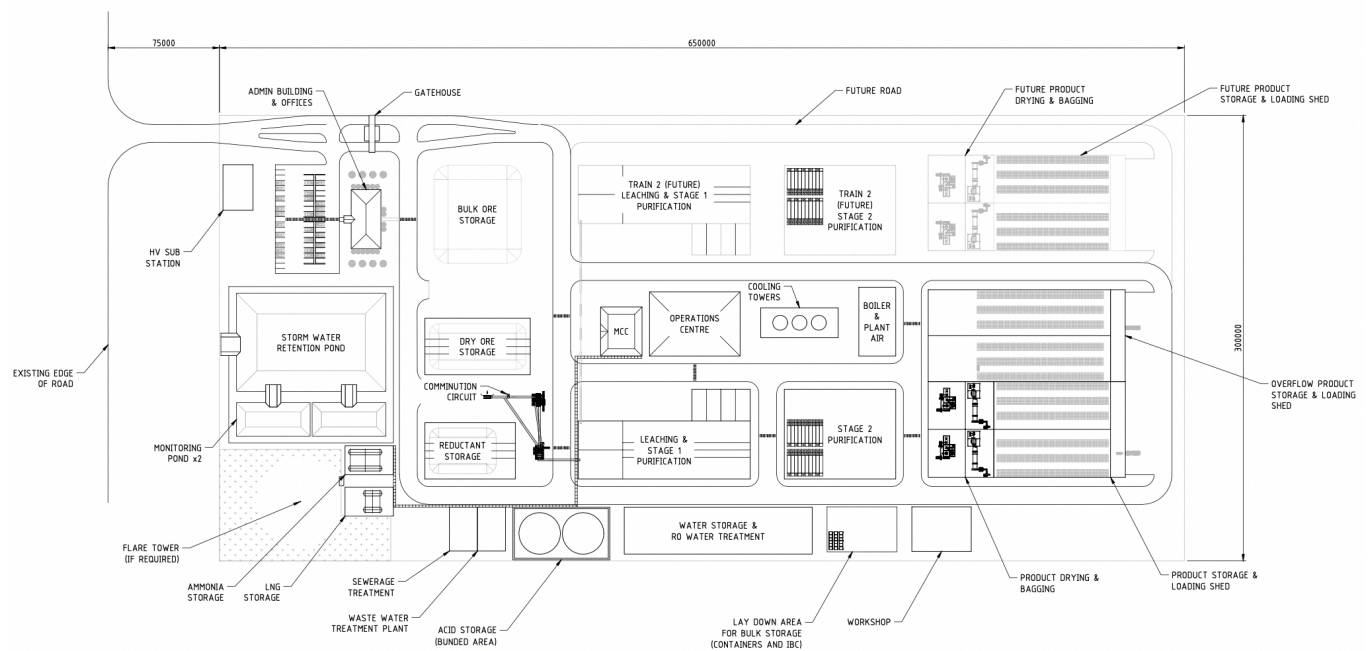 75000
650000
ADMIN BUILDING
& OFFICES
GATEHOUSE
FUTURE ROAD
FUTURE PRODUCT
DRYING & BAGGING
FUTURE PRODUCT
STORAGE & LOADING SHED
TRAIN 2 (FUTURE)
LEACHING & STAGE 1
PURIFICATION
TRAIN 2
(FUTURE)
STAGE 2
PURIFICATION
BULK ORE
STORAGE
HV SUB
STATION
COOLING
TOWERS
BOILER
&
PLANT
AIR
OPERATIONS
CENTRE
MCC
STORM WATER
RETENTION POND
DRY ORE
STORAGE
300000
EXISTING EDGE
OF ROAD
COMMINUTION
CIRCUIT
OVERFLOW PRODUCT
STORAGE & LOADING
SHED
MONITORING
POND x2
REDUCTANT
STORAGE
LEACHING &
STAGE 1
PURIFICATION
STAGE 2
PURIFICATION
WATER STORAGE &
RO WATER TREATMENT
FLARE TOWER
(IF REQUIRED)
AMMONIA
STORAGE
LNG
STORAGE
SEWERAGE
TREATMENT
WASTE WATER
TREATMENT PLANT
ACID STORAGE
(BUNDED AREA)
LAY DOWN AREA
FOR BULK STORAGE
(CONTAINERS AND IBC)
WORKSHOP
PRODUCT DRYING &
BAGGING
PRODUCT STORAGE &
LOADING SHED